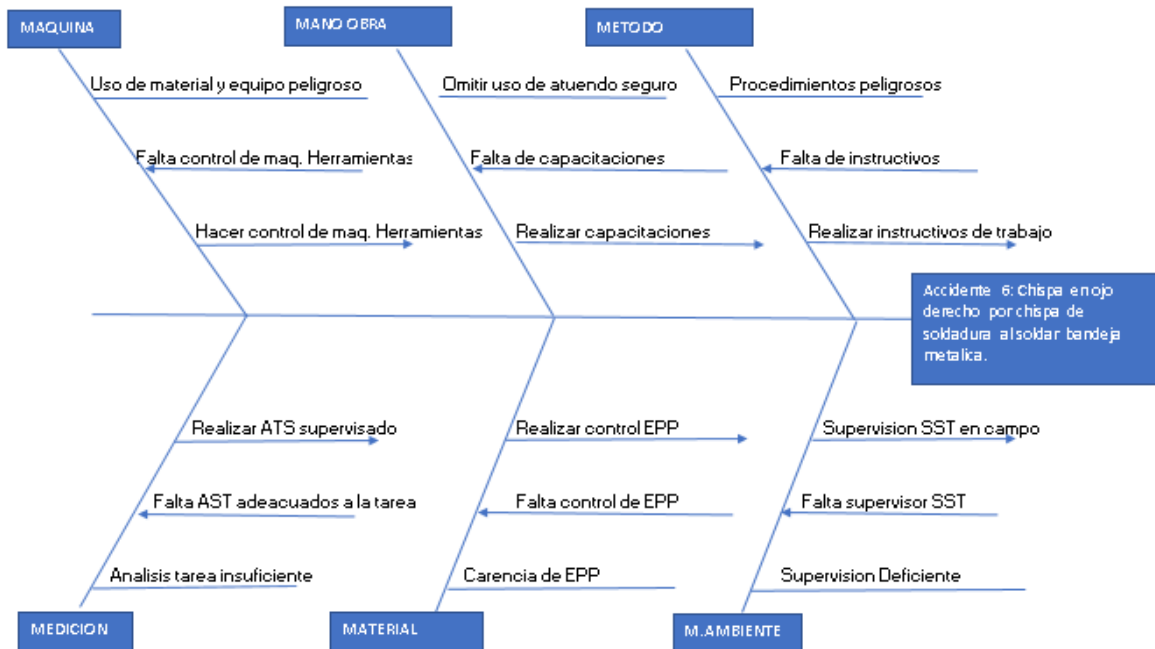 MAQUINA
MANO OBRA
METODO
Uso de material y equipo peligroso
Omitir uso de atuendo seguro
Procedimientos peligrosos
Falta control de maq. Herramientas
Falta de capacitaciones
Falta de instructivos
Hacer control de maq. Herramientas
Realizar capacitaciones
Realizar instructivos de trabajo
Accidente 6: Chispa en ojo
derecho por chispa de
soldadura al soldar bandeja
metalica.
Realizar ATS supervisado
Realizar control EPP
Supervision SST en campo
Falta AST adeacuados a la tarea
Falta control de EPP
Falta supervisor SST
Analisis tarea insuficiente
Carencia de EPP
Supervision Deficiente
MEDICION
MATERIAL
M.AMBIENTE